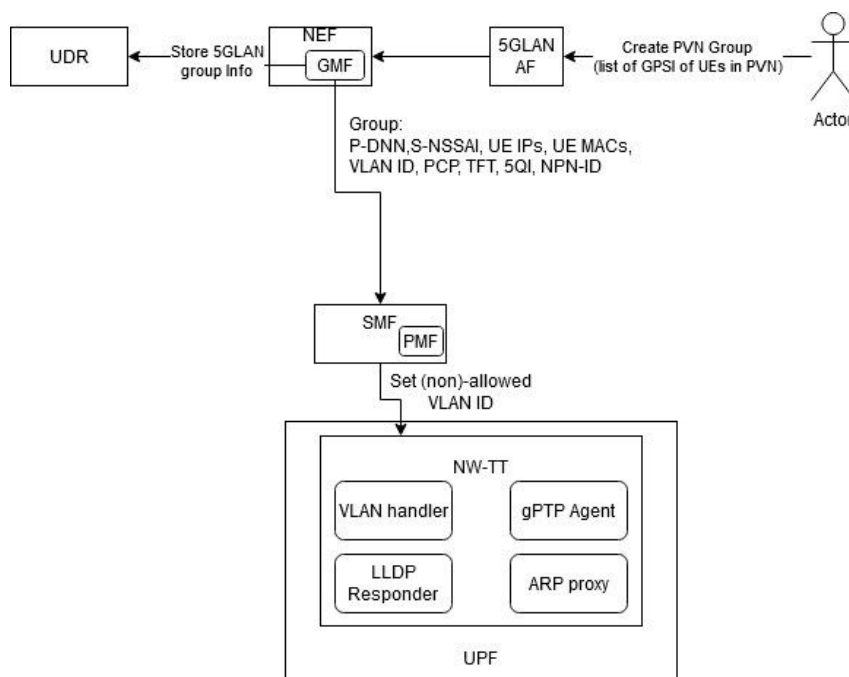 UDR
Store 5GLAN
group Info
NEF
GMF
5GLAN
AF
Create PVN Group
(list of GPSI of UEs in PVN)
Actor
Group:
P-DNN,S-NSSAI, UE IPs, UE MACs,
VLAN ID, PCP, TFT, 5QI, NPN-ID
SMF
PMF
Set (non)-allowed
VLAN ID
NW-TT
VLAN handler
gPTP Agent
LLDP
Responder
ARP proxy
UPF